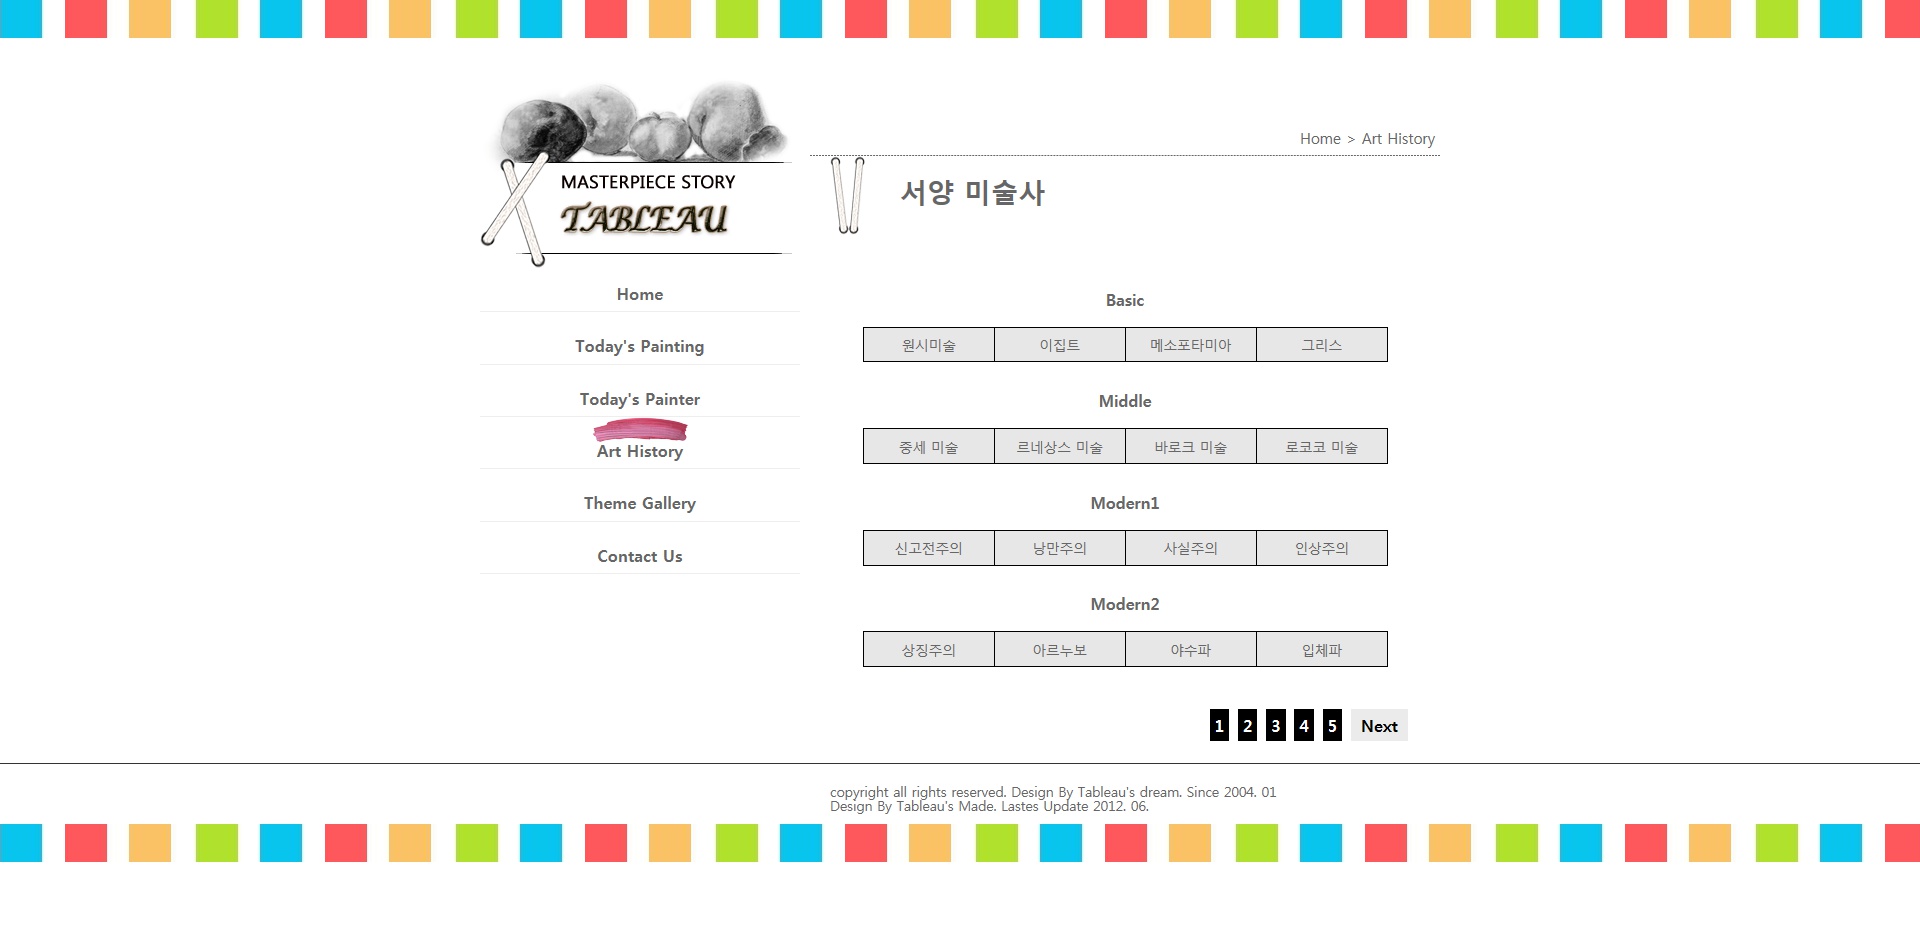 MASTERPIECE STORY
TABLEAU
Home
Today's Painting
Today's Painter
Art History
Theme Gallery
Contact Us
Home > Art History
서양 미술사
Basic
원시미술 이집트 메소포타미아 그리스
Middle
중세 미술 르네상스 미술 바로크 미술 로코코 미술
Modern1
신고전주의 낭만주의 사실주의 인상주의
Modern2
상징주의 아르누보 야수파 입체파
1 2 3 4 5 Next
copyright all rights reserved. Design By Tableau's dream. Since 2004. 01
Design By Tableau's Made. Lastes Update 2012. 06.